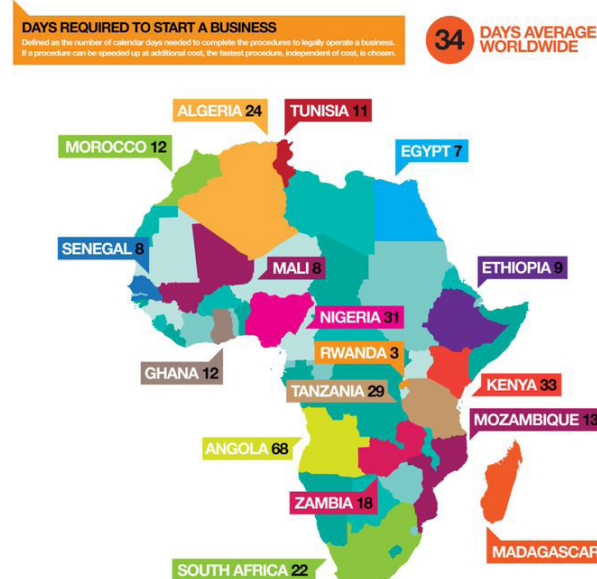 DAYS REQUIRED TO START A BUSINESS
Defined as the number of calendar days needed to complete the procedures to legally operate a business.
If a procedure can be speeded up at additional cost, the fastest procedure, independent of cost, is chosen.
34 DAYS AVERAGE
WORLDWIDE
ALGERIA 24
TUNISIA 11
MOROCCO 12
EGYPT 7
SENEGAL 8
MALI 8
ETHIOPIA 9
NIGERIA 31
RWANDA 3
GHANA 12
TANZANIA 29
KENYA 33
MOZAMBIQUE 13
ANGOLA 68
ZAMBIA 18
MADAGASCAR
SOUTH AFRICA 22